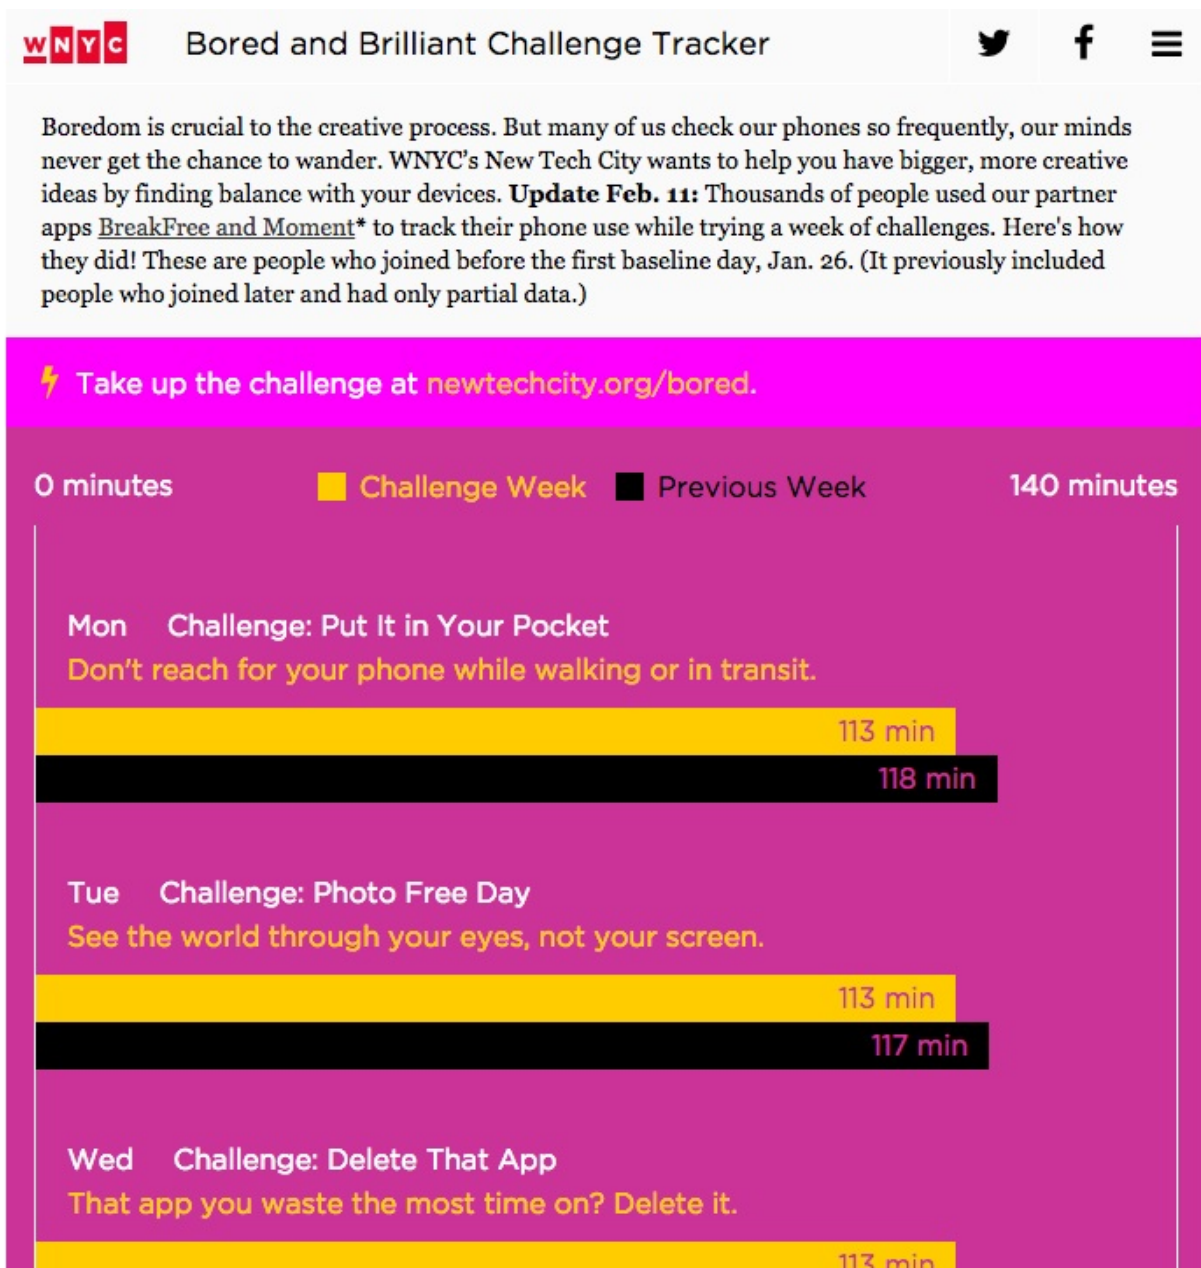 WNYC Bored and Brilliant Challenge Tracker
Boredom is crucial to the creative process. But many of us check our phones so frequently, our minds
never get the chance to wander. WNYC’s New Tech City wants to help you have bigger, more creative
ideas by finding balance with your devices. Update Feb. 11: Thousands of people used our partner
apps BreakFree and Moment* to track their phone use while trying a week of challenges. Here's how
they did! These are people who joined before the first baseline day, Jan. 26. (It previously included
people who joined later and had only partial data.)
Take up the challenge at newtechcity.org/bored.
0 minutes Challenge Week Previous Week 140 minutes
Mon Challenge: Put It in Your Pocket
Don't reach for your phone while walking or in transit.
113 min
118 min
Tue Challenge: Photo Free Day
See the world through your eyes, not your screen.
113 min
117 min
Wed Challenge: Delete That App
That app you waste the most time on? Delete it.
113 min